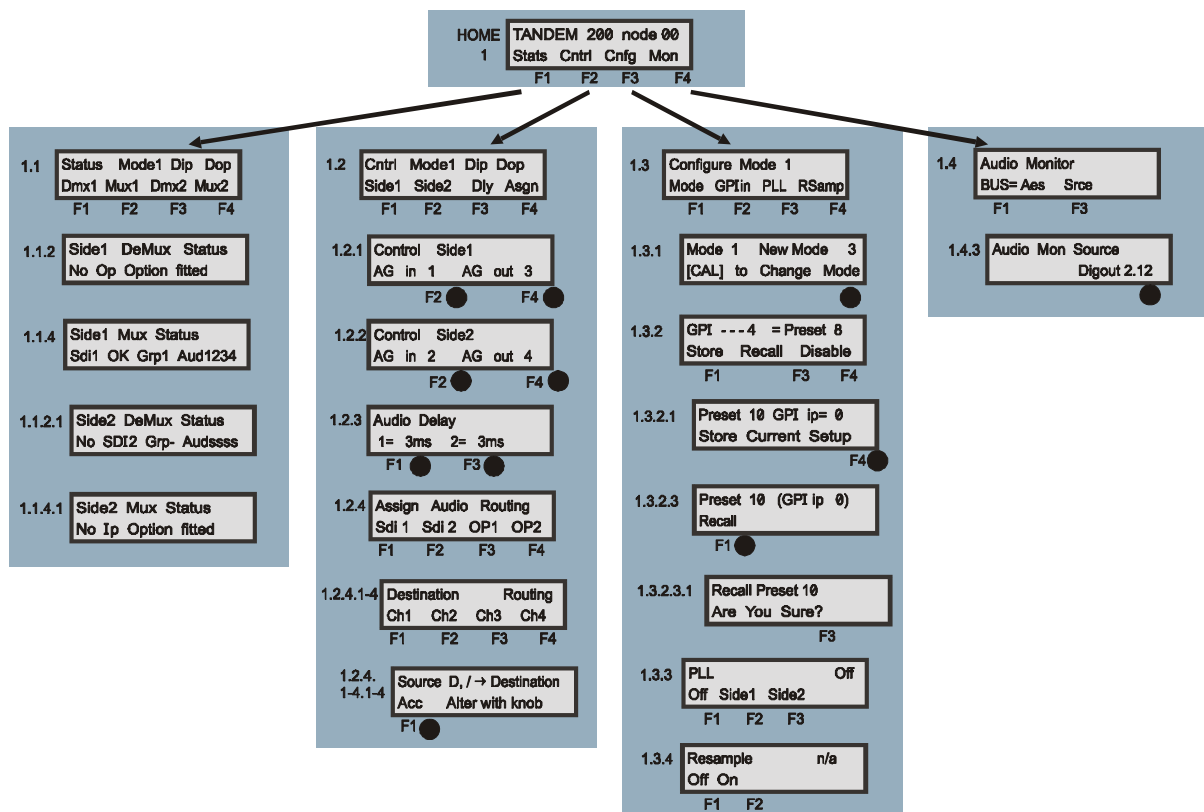 HOME
1
TANDEM 200 node 00
Stats Cntrl Cnfg Mon
F1 F2 F3 F4
1.1
Status Mode1 Dip Dop
Dmx1 Mux1 Dmx2 Mux2
F1 F2 F3 F4
1.1.2
Side1 DeMux Status
No Op Option fitted
1.1.4
Side1 Mux Status
Sdi1 OK Grp1 Aud1234
1.1.2.1
Side2 DeMux Status
No SDI2 Grp- Audssss
1.1.4.1
Side2 Mux Status
No Ip Option fitted
1.2
Cntrl Mode1 Dip Dop
Side1 Side2 Dly Asgn
F1 F2 F3 F4
1.2.1
Control Side1
AG in 1 AG out 3
F2 F4
1.2.2
Control Side2
AG in 2 AG out 4
F2 F4
1.2.3
Audio Delay
1= 3ms 2= 3ms
F1 F3
1.2.4
Assign Audio Routing
Sdi 1 Sdi 2 OP1 OP2
F1 F2 F3 F4
1.2.4.1-4
Destination Routing
Ch1 Ch2 Ch3 Ch4
F1 F2 F3 F4
1.2.4.
1-4.1-4
Source D, / → Destination
Acc Alter with knob
F1
1.3
Configure Mode 1
Mode GPIin PLL RSamp
F1 F2 F3 F4
1.3.1
Mode 1 New Mode 3
[CAL] to Change Mode
1.3.2
GPI ---4 = Preset 8
Store Recall Disable
F1 F3 F4
1.3.2.1
Preset 10 GPI ip= 0
Store Current Setup
F4
1.3.2.3
Preset 10 (GPI ip 0)
Recall
F1
1.3.2.3.1
Recall Preset 10
Are You Sure?
F3
1.3.3
PLL Off
Off Side1 Side2
F1 F2 F3
1.3.4
Resample n/a
Off On
F1 F2
1.4
Audio Monitor
BUS= Aes Srce
F1 F3
1.4.3
Audio Mon Source
Digout 2.12